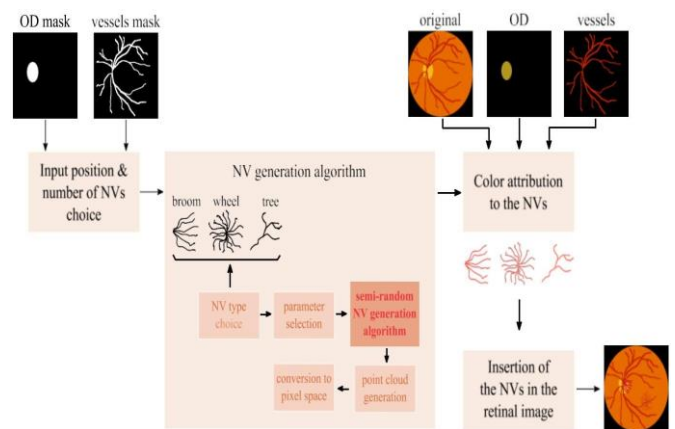 OD mask
vessels mask
original
OD
vessels
Input position &
number of NVs
choice
NV generation algorithm
broom
wheel
tree
NV type
choice
parameter
selection
semi-random
NV generation
algorithm
conversion to
pixel space
point cloud
generation
Color attribution
to the NVs
Insertion of
the NVs in the
retinal image